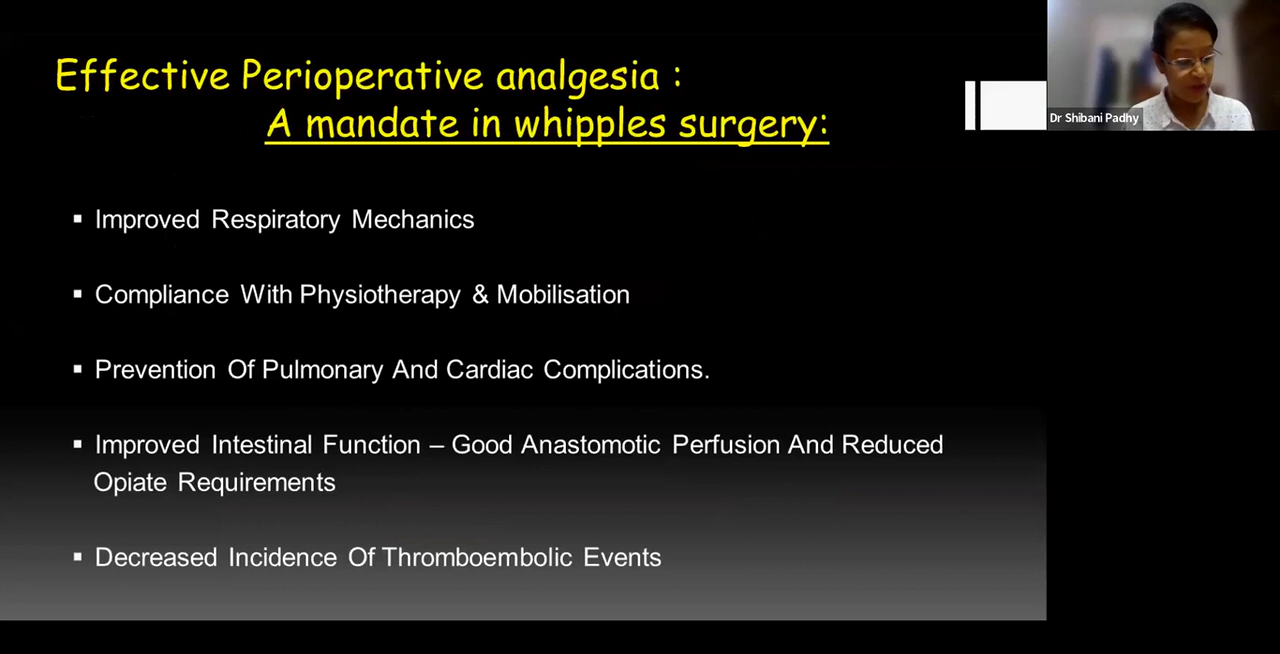 Effective Perioperative analgesia :
A mandate in whipples surgery:
Dr Shibani Padhy
▪ Improved Respiratory Mechanics
▪ Compliance With Physiotherapy & Mobilisation
▪ Prevention Of Pulmonary And Cardiac Complications.
▪ Improved Intestinal Function – Good Anastomotic Perfusion And Reduced
Opiate Requirements
▪ Decreased Incidence Of Thromboembolic Events